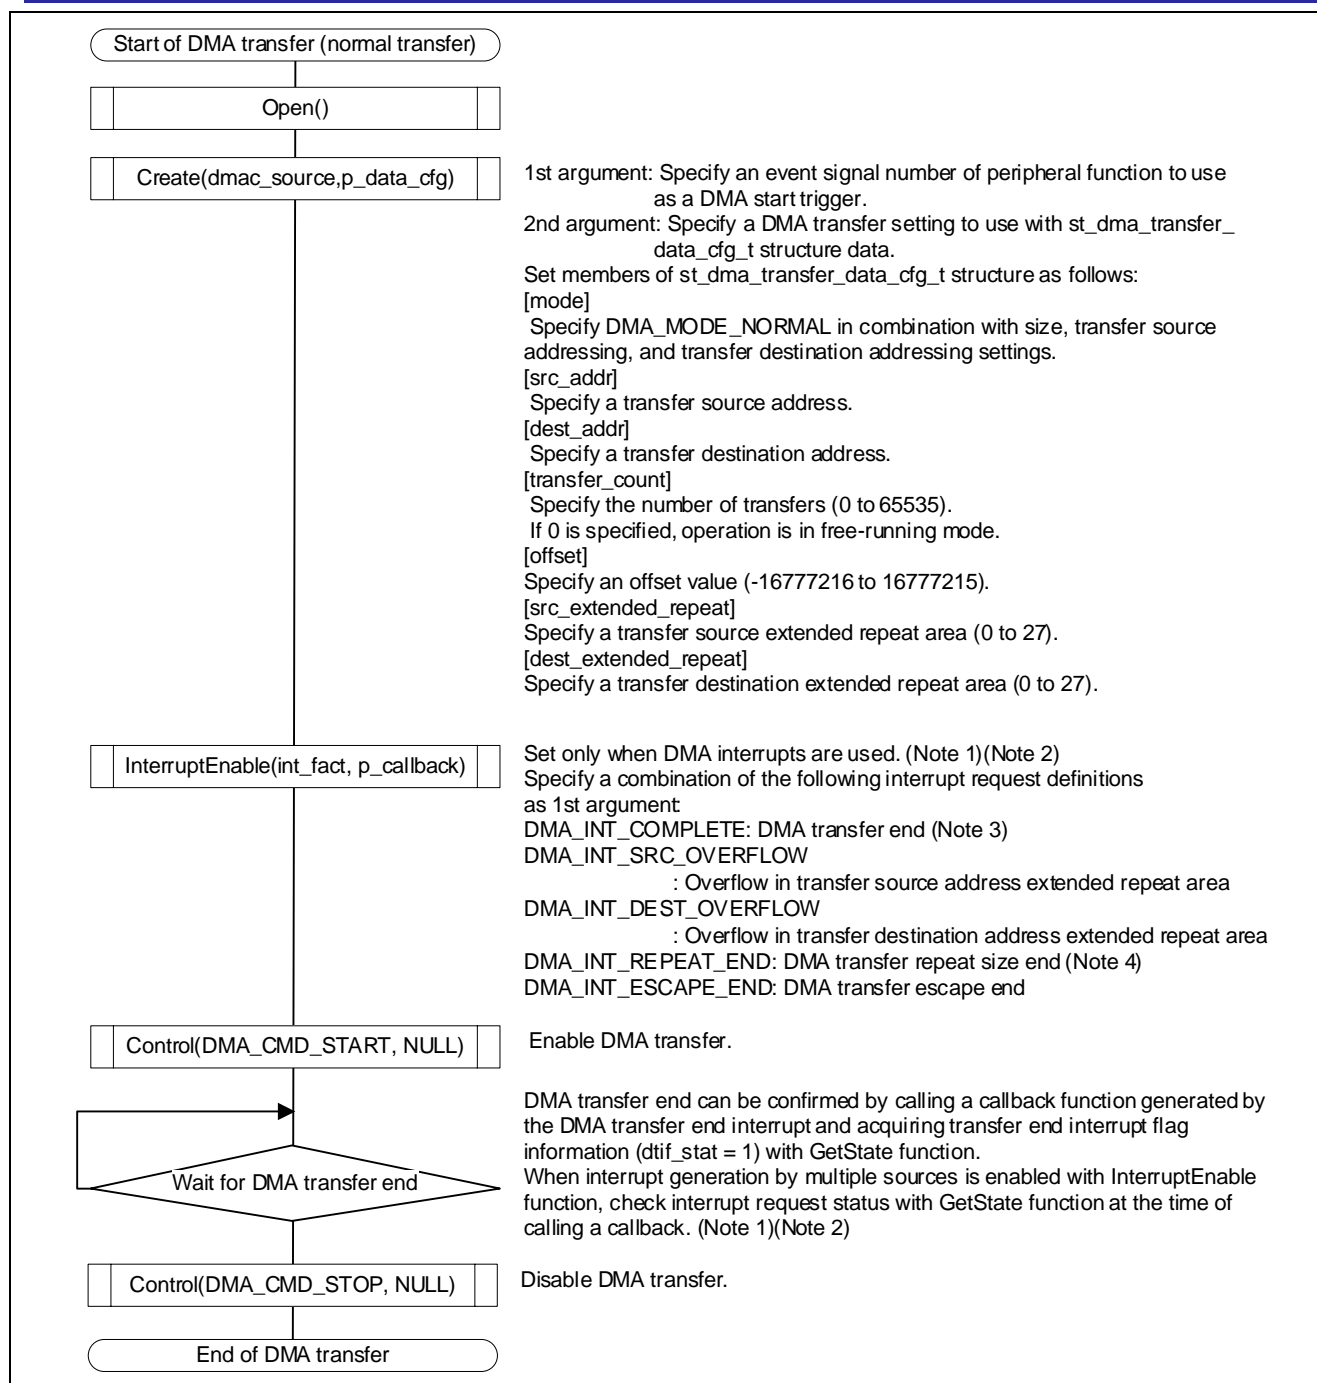 Start of DMA transfer (normal transfer)
Open()
Create(dmac_source,p_data_cfg)
1st argument: Specify an event signal number of peripheral function to use
as a DMA start trigger.
2nd argument: Specify a DMA transfer setting to use with st_dma_transfer_
data_cfg_t structure data.
Set members of st_dma_transfer_data_cfg_t structure as follows:
[mode]
Specify DMA_MODE_NORMAL in combination with size, transfer source
addressing, and transfer destination addressing settings.
[src_addr]
Specify a transfer source address.
[dest_addr]
Specify a transfer destination address.
[transfer_count]
Specify the number of transfers (0 to 65535).
If 0 is specified, operation is in free-running mode.
[offset]
Specify an offset value (-16777216 to 16777215).
[src_extended_repeat]
Specify a transfer source extended repeat area (0 to 27).
[dest_extended_repeat]
Specify a transfer destination extended repeat area (0 to 27).
InterruptEnable(int_fact, p_callback)
Set only when DMA interrupts are used. (Note 1)(Note 2)
Specify a combination of the following interrupt request definitions
as 1st argument:
DMA_INT_COMPLETE: DMA transfer end (Note 3)
DMA_INT_SRC_OVERFLOW
: Overflow in transfer source address extended repeat area
DMA_INT_DEST_OVERFLOW
: Overflow in transfer destination address extended repeat area
DMA_INT_REPEAT_END: DMA transfer repeat size end (Note 4)
DMA_INT_ESCAPE_END: DMA transfer escape end
Control(DMA_CMD_START, NULL)
Enable DMA transfer.
DMA transfer end can be confirmed by calling a callback function generated by
the DMA transfer end interrupt and acquiring transfer end interrupt flag
information (dtif_stat = 1) with GetState function.
When interrupt generation by multiple sources is enabled with InterruptEnable
function, check interrupt request status with GetState function at the time of
calling a callback. (Note 1)(Note 2)
Wait for DMA transfer end
Control(DMA_CMD_STOP, NULL)
Disable DMA transfer.
End of DMA transfer